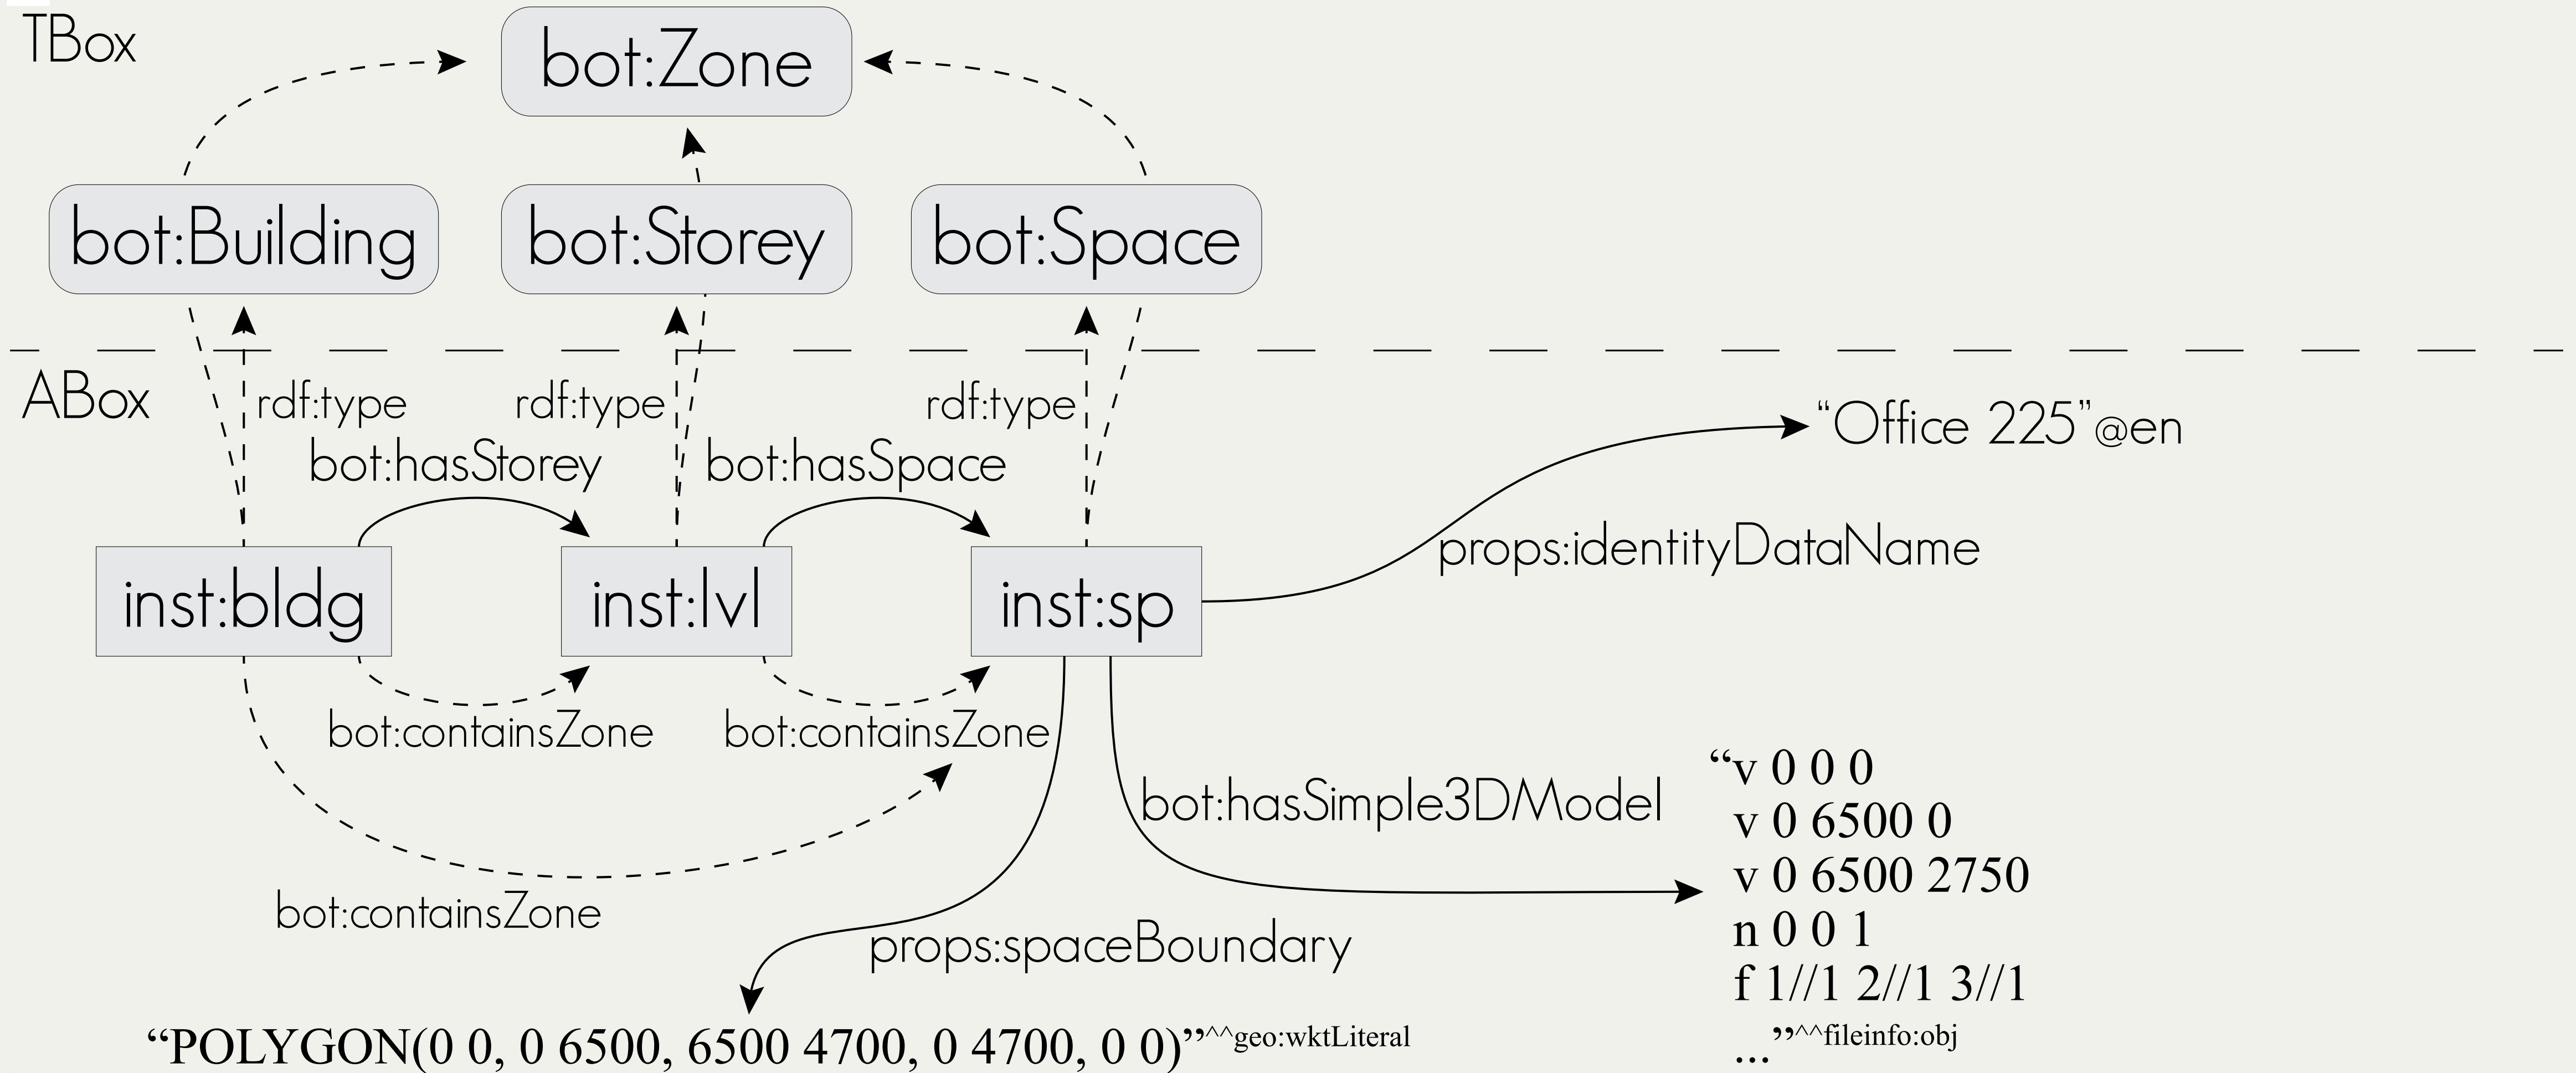 TBox
bot:Zone
bot:Building
bot:Storey
bot:Space
ABox
rdf:type
rdf:type
rdf:type
bot:hasStorey
bot:hasSpace
“Office 225”@en
props:identityDataName
inst:bldg
inst:lvl
inst:sp
bot:containsZone
bot:containsZone
bot:containsZone
bot:hasSimple3DModel
“v 0 0 0
v 0 6500 0
v 0 6500 2750
n 0 0 1
f 1//1 2//1 3//1
...”^^fileinfo:obj
props:spaceBoundary
“POLYGON(0 0, 0 6500, 6500 4700, 0 4700, 0 0)”^^geo:wktLiteral